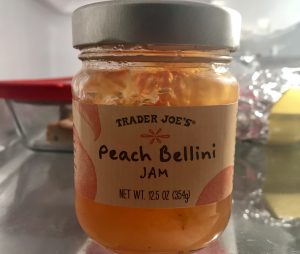 TRADER JOE'S®
Peach Bellini
JAM
NET WT. 12.5 OZ (354g)